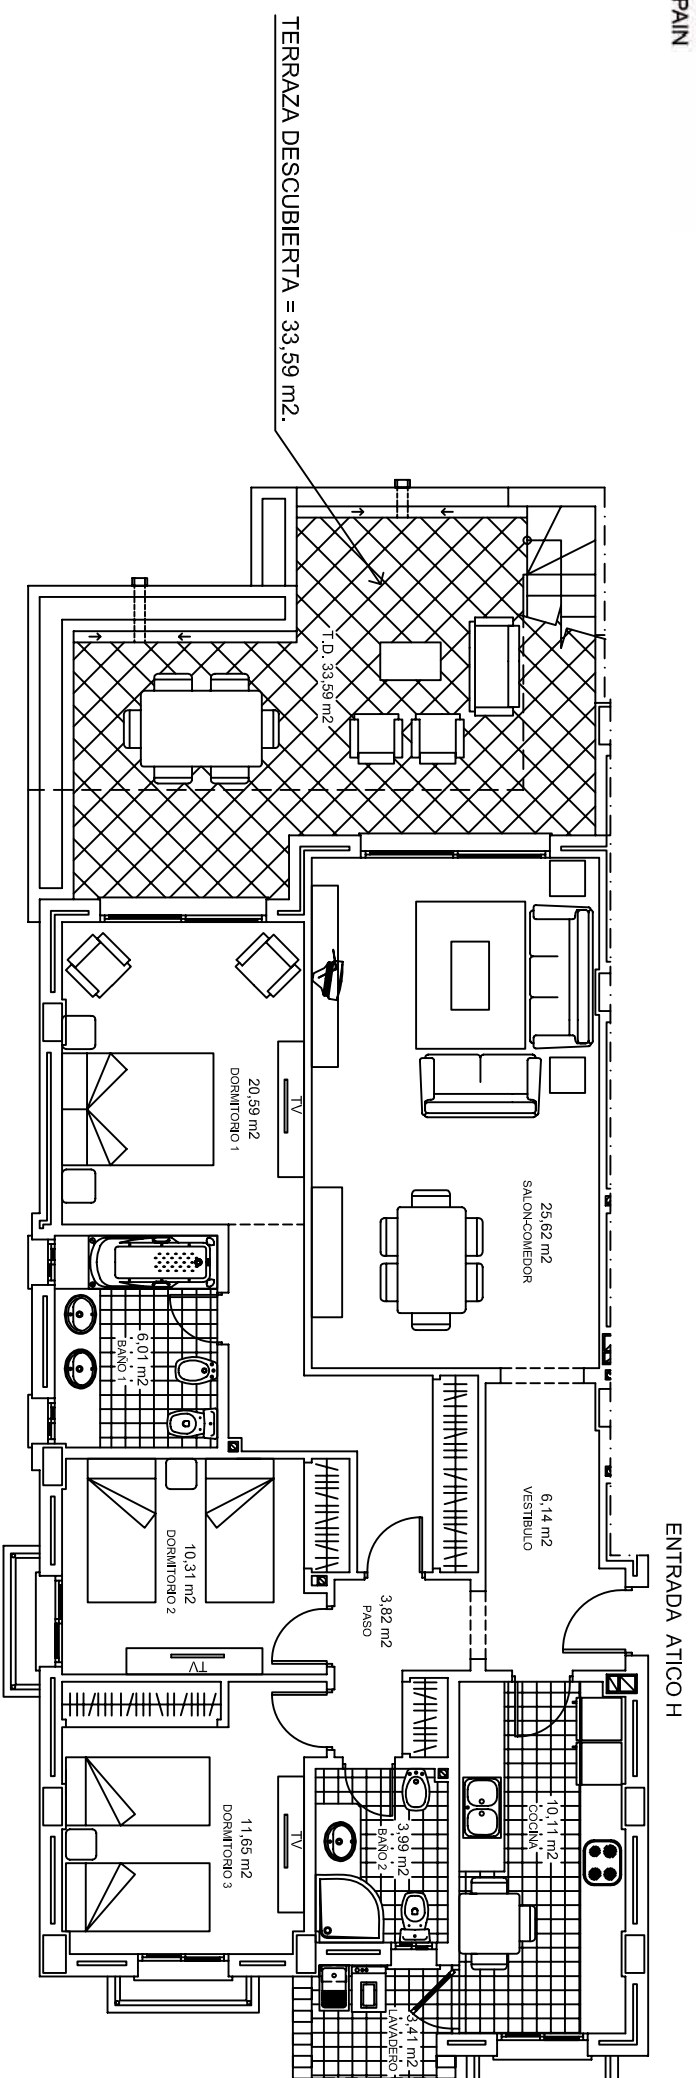 PAIN
TERRAZA DESCUBIERTA = 33,59 m2.
ENTRADA ATICO H
T.D. 33,59 m2
25,62 m2
SALON-COMEDOR
20,59 m2
DORMITORIO 1
TV
6,01 m2
BAÑO 1
6,14 m2
VESTIBULO
10,31 m2
DORMITORIO 2
TV
3,82 m2
PASO
11,65 m2
DORMITORIO 3
TV
3,99 m2
BAÑO 2
10,11 m2
COCINA
3,41 m2
LAVADERO